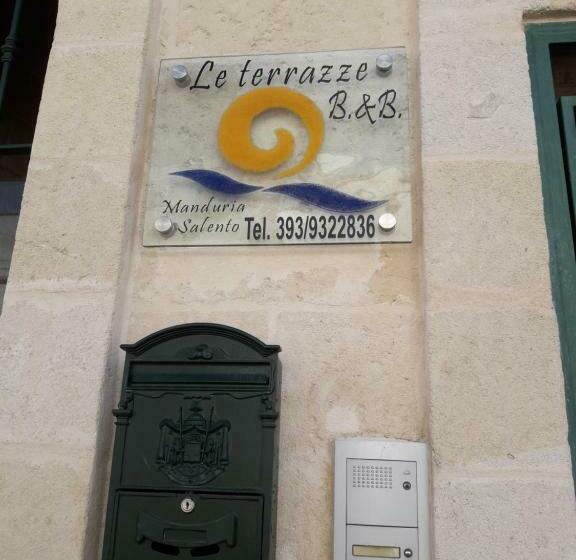 Le terrazze
B.&B.
Manduria
Salento
Tel. 393/9322836